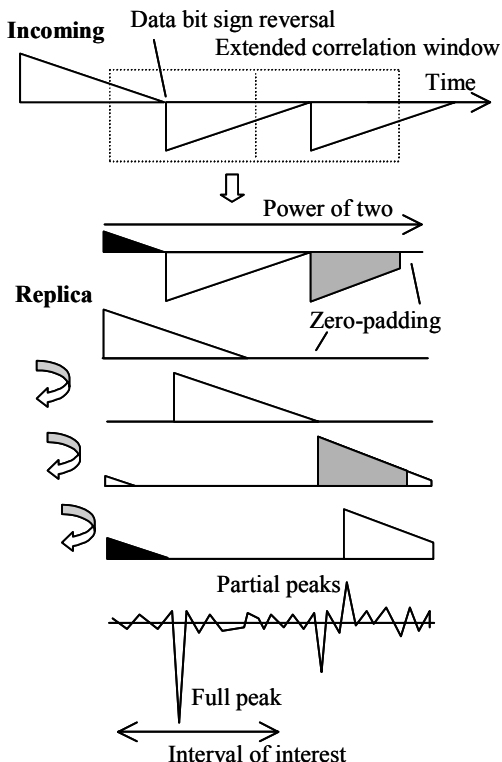 Data bit sign reversal
Incoming
Extended correlation window
Time
Power of two
Replica
Zero-padding
Partial peaks
Full peak
Interval of interest